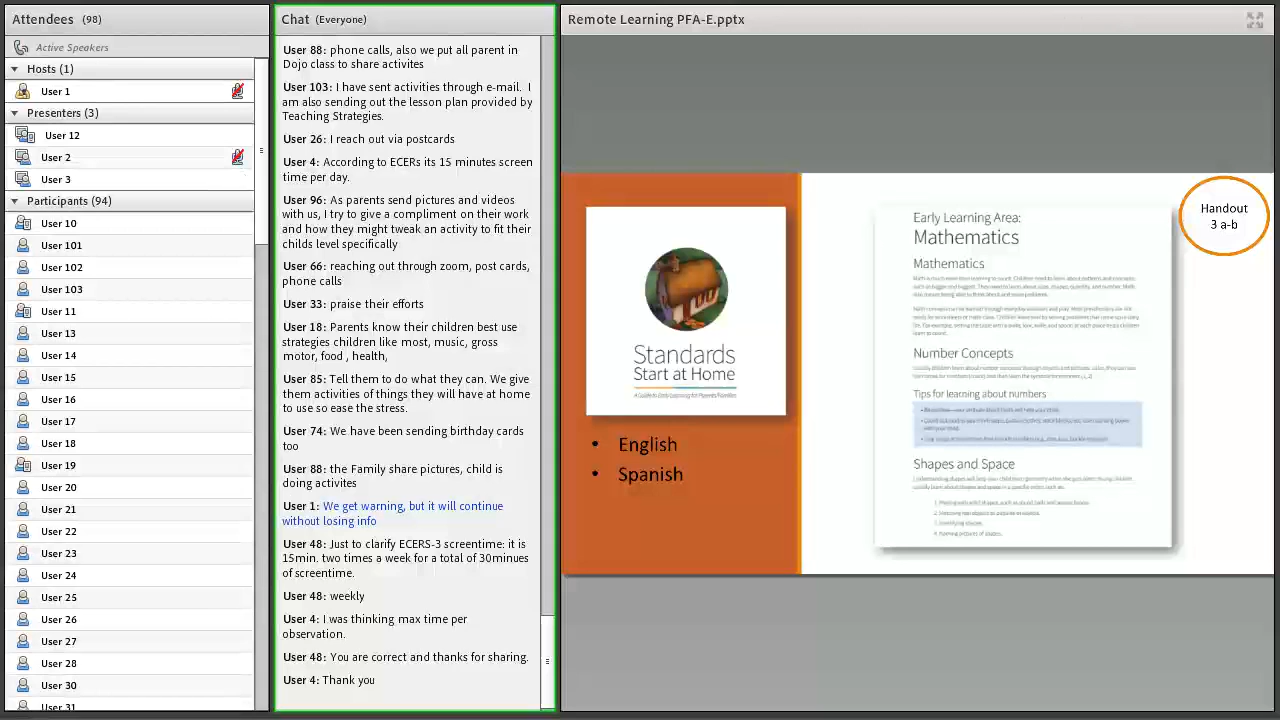 Attendees (98)
Active Speakers
Hosts (1)
User 1
Presenters (3)
User 12
User 2
User 3
Participants (94)
User 10
User 101
User 102
User 103
User 11
User 13
User 14
User 15
User 16
User 17
User 18
User 19
User 20
User 21
User 22
User 23
User 24
User 25
User 26
User 27
User 28
User 30
User 31
Chat (Everyone)
User 88: phone calls, also we put all parent in
Dojo class to share activites
User 103: I have sent activities through e-mail. I
am also sending out the lesson plan provided by
Teaching Strategies.
User 26: I reach out via postcards
User 4: According to ECERs its 15 minutes screen
time per day.
User 96: As parents send pictures and videos
with us, I try to give a compliment on their work
and how they might tweak an activity to fit their
childs level specifically
User 66: reaching out through zoom, post cards,
phone calls
User 33: praise for their efforts
User 18: Parents knows their children best use
strategies children enjoy more, music, gross
motor, food , health
User 85: Tell them to do what they can. We give
them activities of things they will have at home
to use to ease the stress.
sending birthday cards
too
User 88: the Family share pictures, child is
doing activities
User 1: We're moving, but it will continue
without losing info
User 48: Just to clarify ECERS-3 screentime: it is
15min. two times a week for a total of 30minues
of screentime.
User 48: weekly
User 4: I was thinking max time per
observation.
User 48: You are correct and thanks for sharing.
User 4: Thank you
Remote Learning PFA-E.pptx
Standards
Start at Home
A Guide to Early Learning for Parents/Families
• English
• Spanish
Early Learning Area:
Mathematics
Mathematics
Number Concepts
Tips for learning about numbers
Shapes and Space
Handout
3 a-b